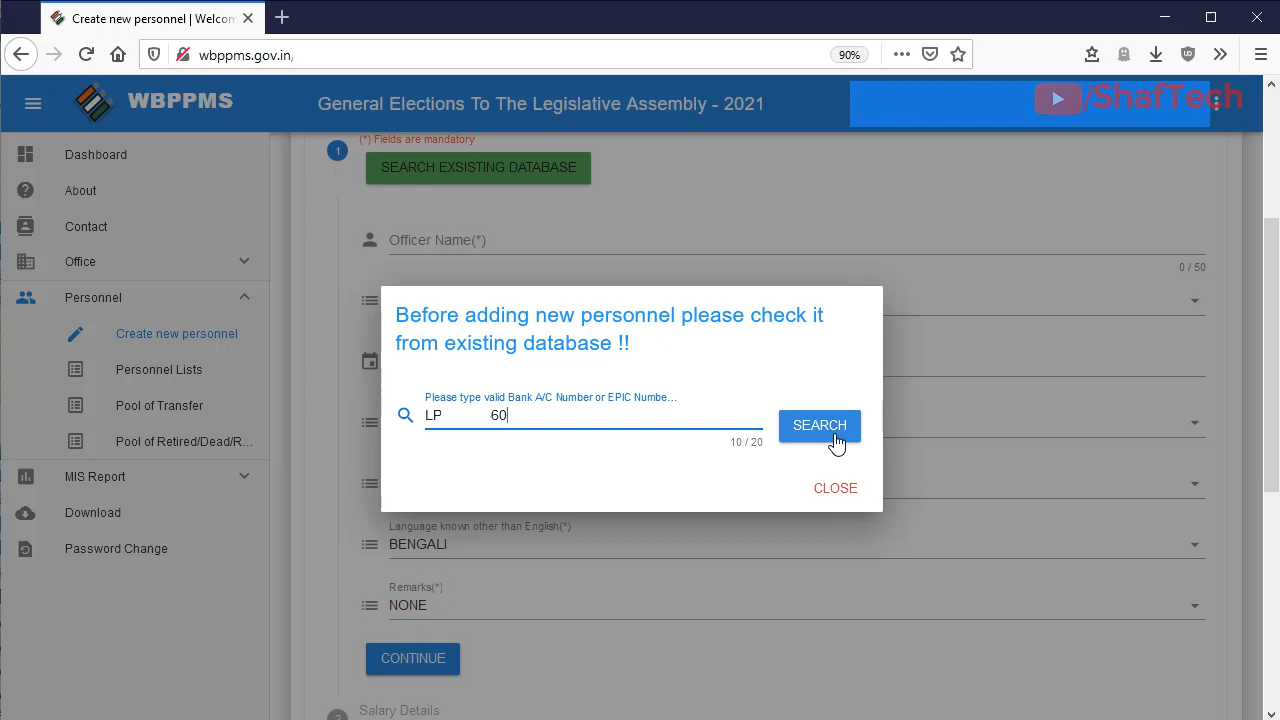 Create new personnel | Welcom
wbppms.gov.in/
90%
WBPPMS
General Elections To The Legislative Assembly - 2021
/ShafTech
Dashboard
About
Contact
Office
Personnel
Create new personnel
Personnel Lists
Pool of Transfer
Pool of Retired/Dead/R...
MIS Report
Download
Password Change
(*) Fields are mandatory
1
SEARCH EXSISTING DATABASE
Officer Name(*)
0 / 50
Before adding new personnel please check it
from existing database !!
Please type valid Bank A/C Number or EPIC Numbe...
LP 60
10 / 20
SEARCH
CLOSE
Language known other than English(*)
BENGALI
Remarks(*)
NONE
CONTINUE
2
Salary Details